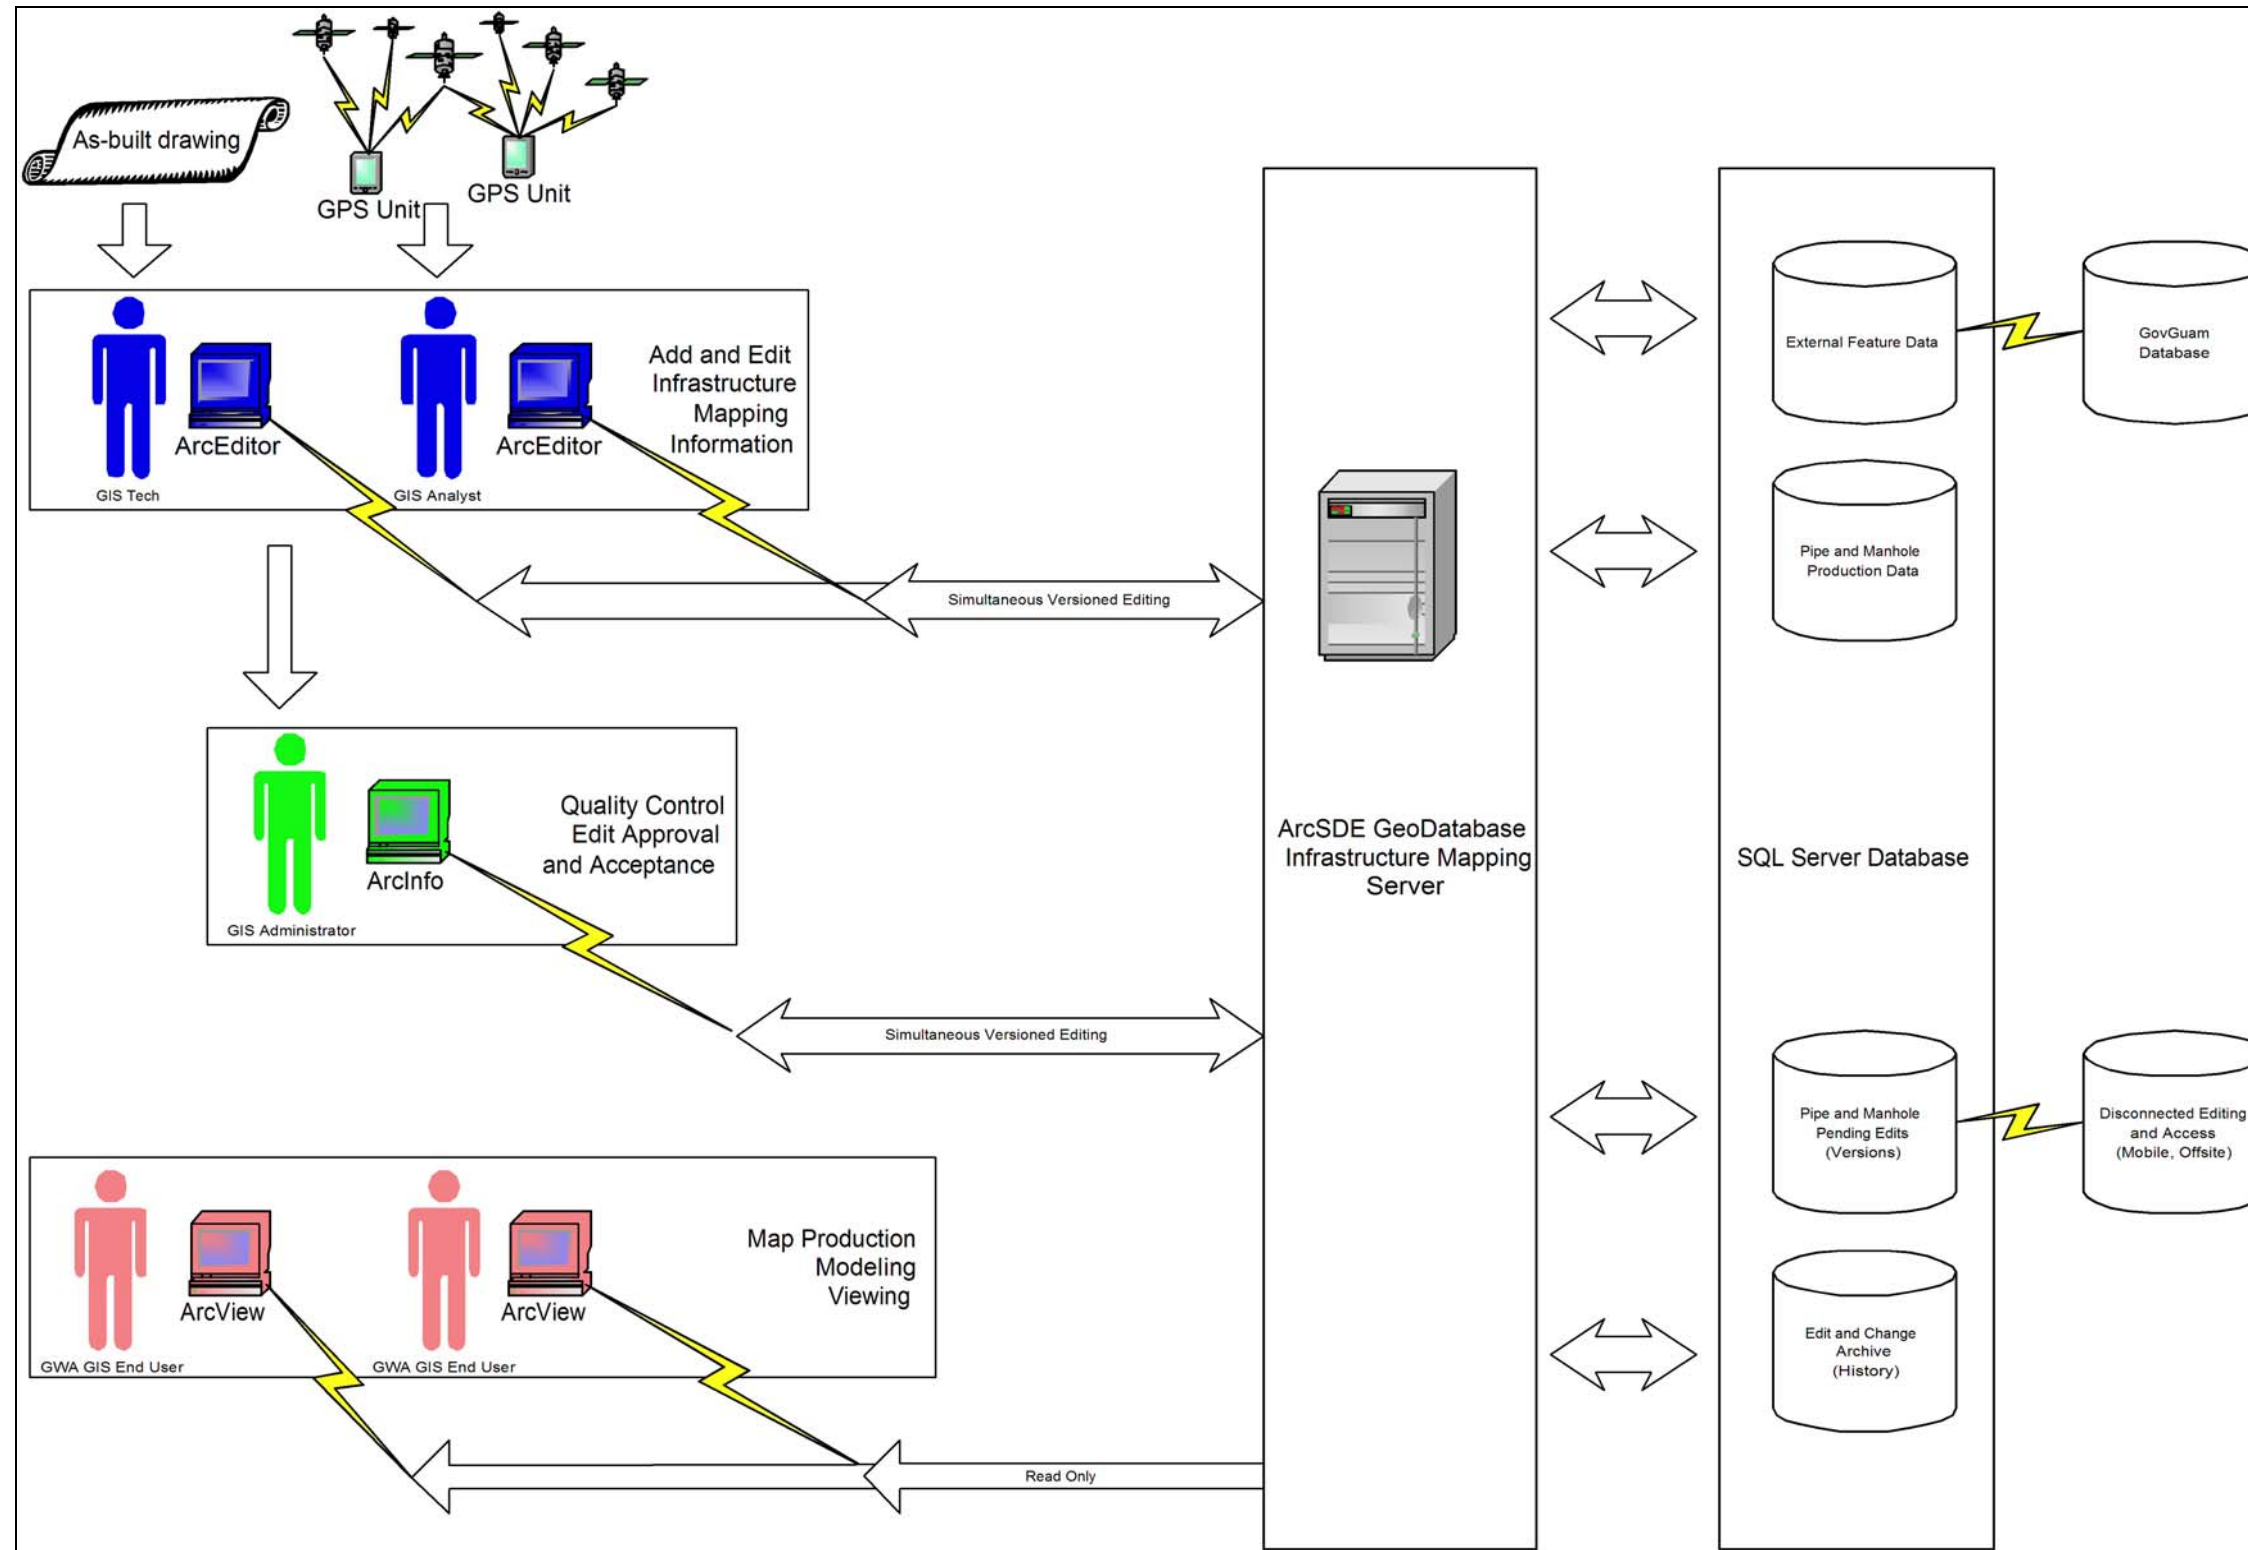 As-built drawing
GPS Unit
GPS Unit
Add and Edit
Infrastructure
Mapping
Information
ArcEditor
ArcEditor
GIS Tech
GIS Analyst
Simultaneous Versioned Editing
Quality Control
Edit Approval
and Acceptance
ArcInfo
GIS Administrator
Simultaneous Versioned Editing
Map Production
Modeling
Viewing
ArcView
ArcView
GWA GIS End User
GWA GIS End User
Read Only
ArcSDE GeoDatabase
Infrastructure Mapping
Server
SQL Server Database
External Feature Data
GovGuam
Database
Pipe and Manhole
Production Data
Pipe and Manhole
Pending Edits
(Versions)
Disconnected Editing
and Access
(Mobile, Offsite)
Edit and Change
Archive
(History)